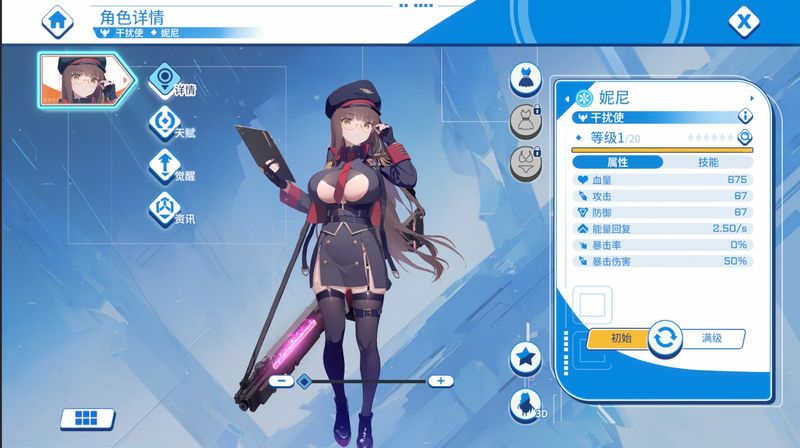 角色详情
干扰使 ◆ 妮尼
X
详情
天赋
觉醒
资讯
妮尼
干扰使
等级1/20
属性 技能
血量 675
攻击 67
防御 67
能量回复 2.50/s
暴击率 0%
暴击伤害 50%
初始 满级
3D